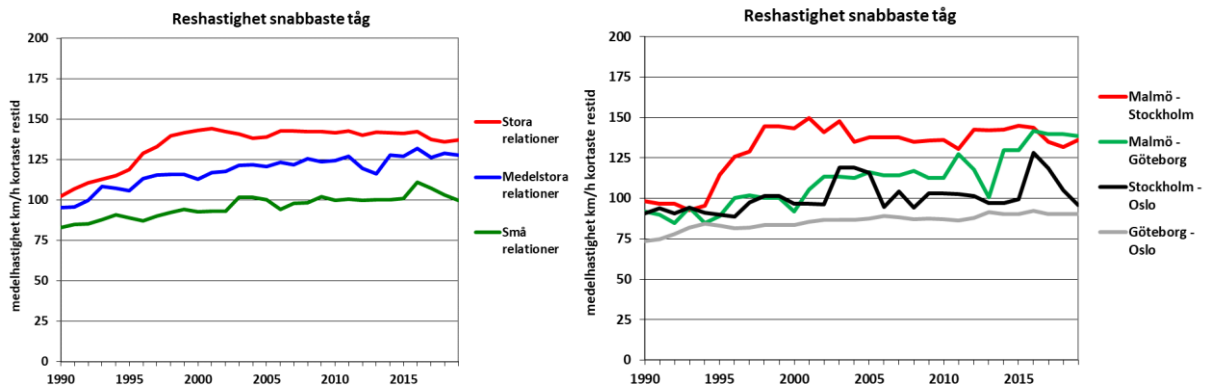 Reshastighet snabbaste tåg
medelhastighet km/h kortaste restid
200
175
150
125
100
75
50
25
0
1990
1995
2000
2005
2010
2015
Stora
relationer
Medelstora
relationer
Små
relationer
Reshastighet snabbaste tåg
medelhastighet km/h kortaste restid
200
175
150
125
100
75
50
25
0
1990
1995
2000
2005
2010
2015
Malmö -
Stockholm
Malmö -
Göteborg
Stockholm -
Oslo
Göteborg -
Oslo